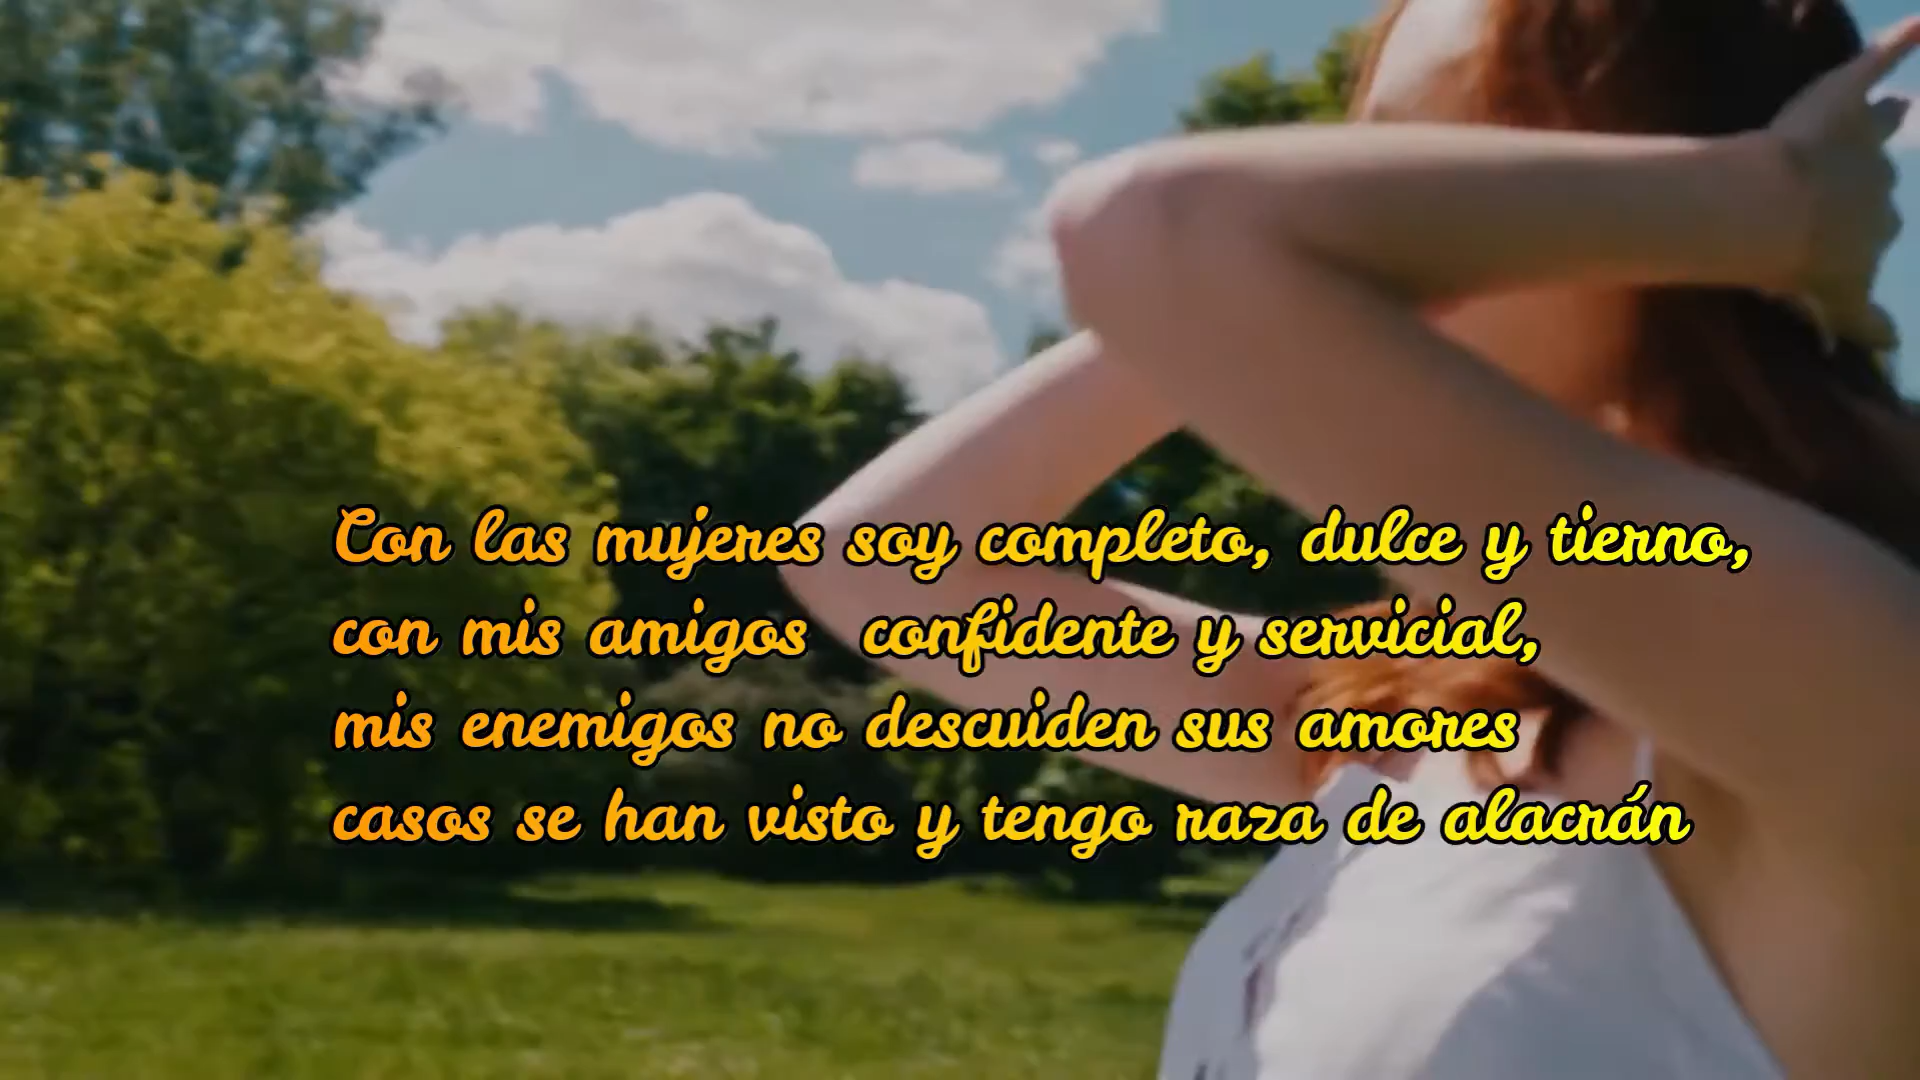 Con las mujeres soy completo, dulce y tierno,
con mis amigos confidente y servicial,
mis enemigos no descuiden sus amores
casos se han visto y tengo raza de alacrán